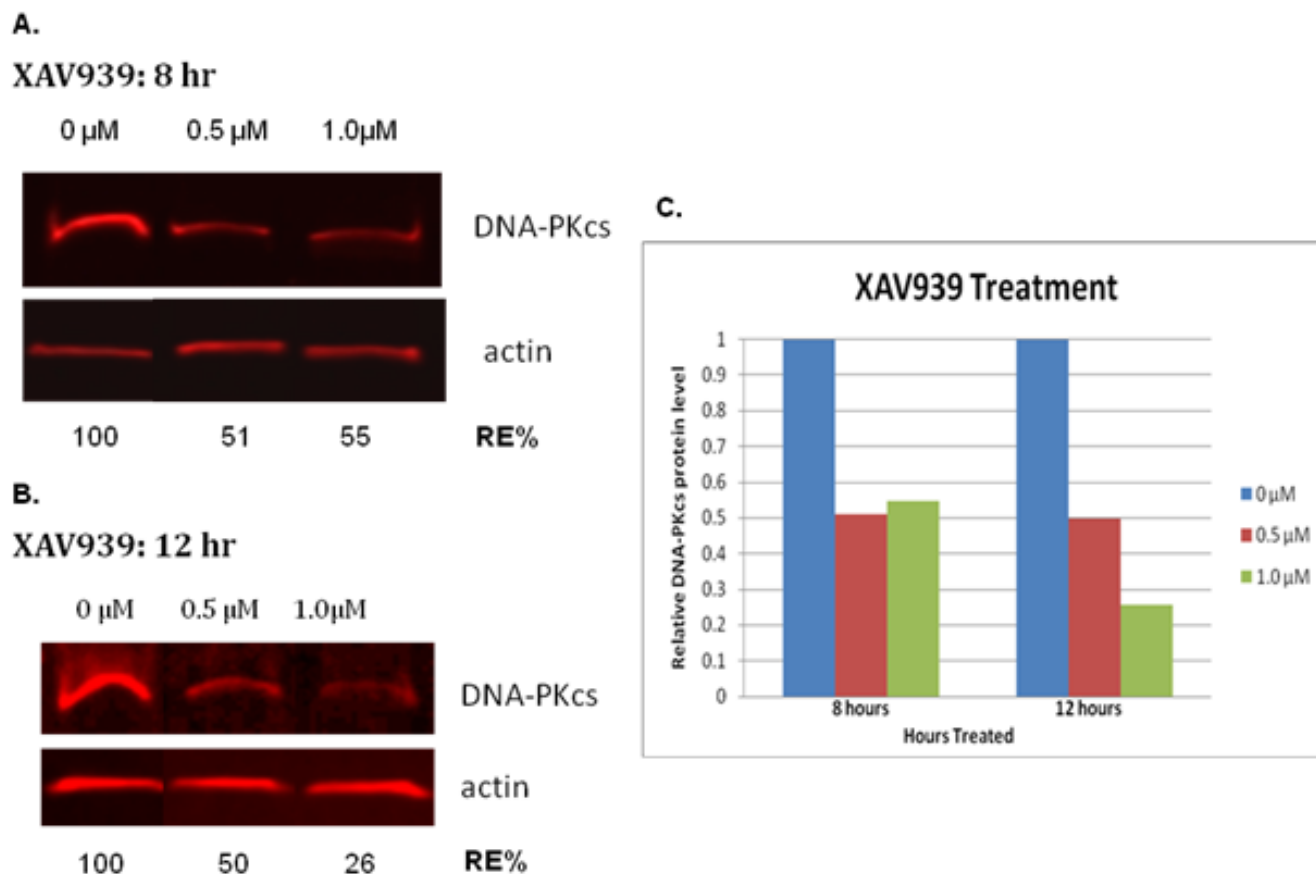 A.
XAV939: 8 hr
0 µM 0.5 µM 1.0µM
DNA-PKcs
actin
100 51 55 RE%
B.
XAV939: 12 hr
0 µM 0.5 µM 1.0µM
DNA-PKcs
actin
100 50 26 RE%
C.
XAV939 Treatment
Relative DNA-PKcs protein level
1
0.9
0.8
0.7
0.6
0.5
0.4
0.3
0.2
0.1
0
8 hours 12 hours
Hours Treated
0 µM
0.5 µM
1.0 µM